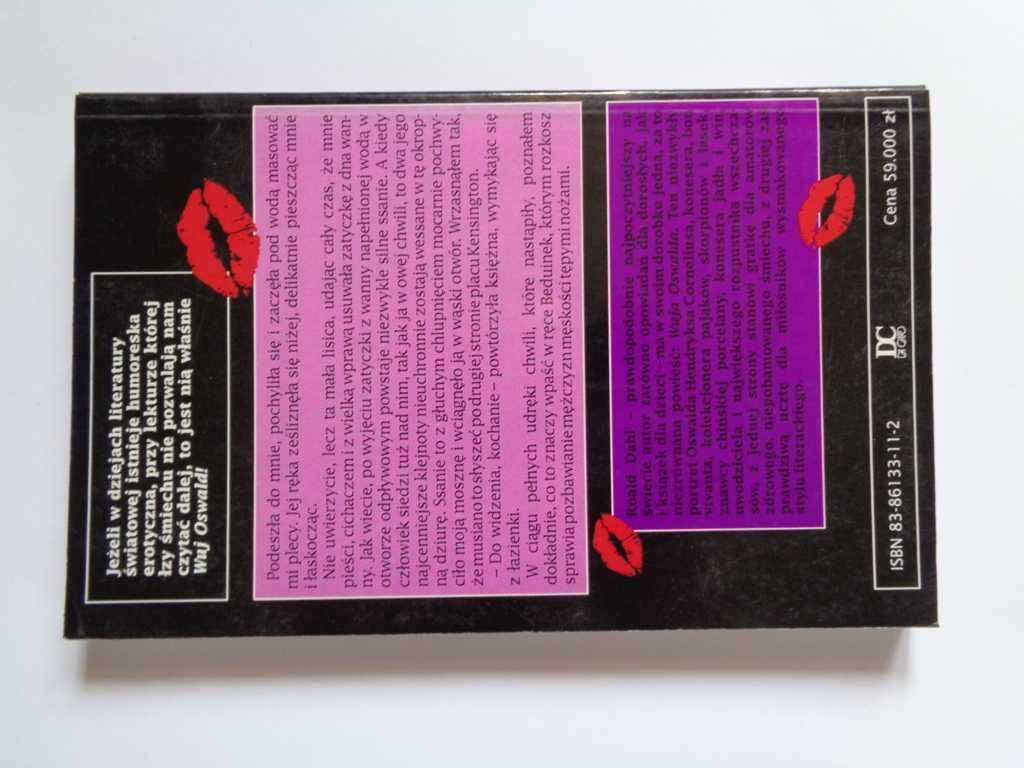 Jeżeli w dziejach literatury
światowej istnieje humoreska
erotyczna, przy lekturze której
łzy śmiechu nie pozwalają nam
czytać dalej, to jest nią właśnie
Wuj Oswald!
Podeszła do mnie, pochyliła się i zaczęła pod wodą masować
mi plecy. Jej ręka ześliznęła się niżej, delikatnie pieszcząc mnie
i łaskocząc.
Nie uwierzycie, lecz ta mała lisica, udając cały czas, że mnie
pieści, cichaczem i z wielką wprawą usuwała zatyczkę z dna wan-
ny. Jak wiecie, po wyjęciu zatyczki z wanny napełnionej wodą w
otworze odpływowym powstaje niezwykle silne ssanie. A kiedy
człowiek siedzi tuż nad nim, tak jak ja w owej chwili, to dwa jego
najcenniejsze klejnoty nieuchronnie zostają wessane w tę okrop-
ną dziurę. Ssanie to z głuchym chlupnięciem mocarnie pochwy-
ciło moją mosznę i wciągnęło ją w wąski otwór. Wrzasnąłem tak,
że musiano to słyszeć po drugiej stronie placu Kensington.
– Do widzenia, kochanie – powtórzyła księżna, wymykając się
z łazienki.
W ciągu pełnych udręki chwili, które nastąpiły, poznałem
dokładnie, co to znaczy wpaść w ręce Beduinek, którym rozkosz
sprawia pozbawianie mężczyzn męskości tępymi nożami.
Roald Dahl – prawdopodobnie najpoczytniejszy na
świecie autor zarówno opowiadań dla dorosłych, jak
i książek dla dzieci - ma w swoim dorobku jedną, za to
niezrównaną powieść: Wuja Oswalda. Ten niezwykły
portret Oswalda Hendryksa Corneliusa, konesera, bon
vivanta, kolekcjonera pająków, skorpionów i lasek,
znawcy chińskiej porcelany, konesera jadła i win,
uwodziciela i największego rozpustnika wszechcza-
sów, z jednej strony stanowi gratkę dla amatorów
zdrowego, niepohamowanego śmiechu, z drugiej zaś
prawdziwą ucztę dla miłośników wysmakowanego
stylu literackiego.
ISBN 83-86133-11-2
DC
DI GRO
Cena 59.000 zł